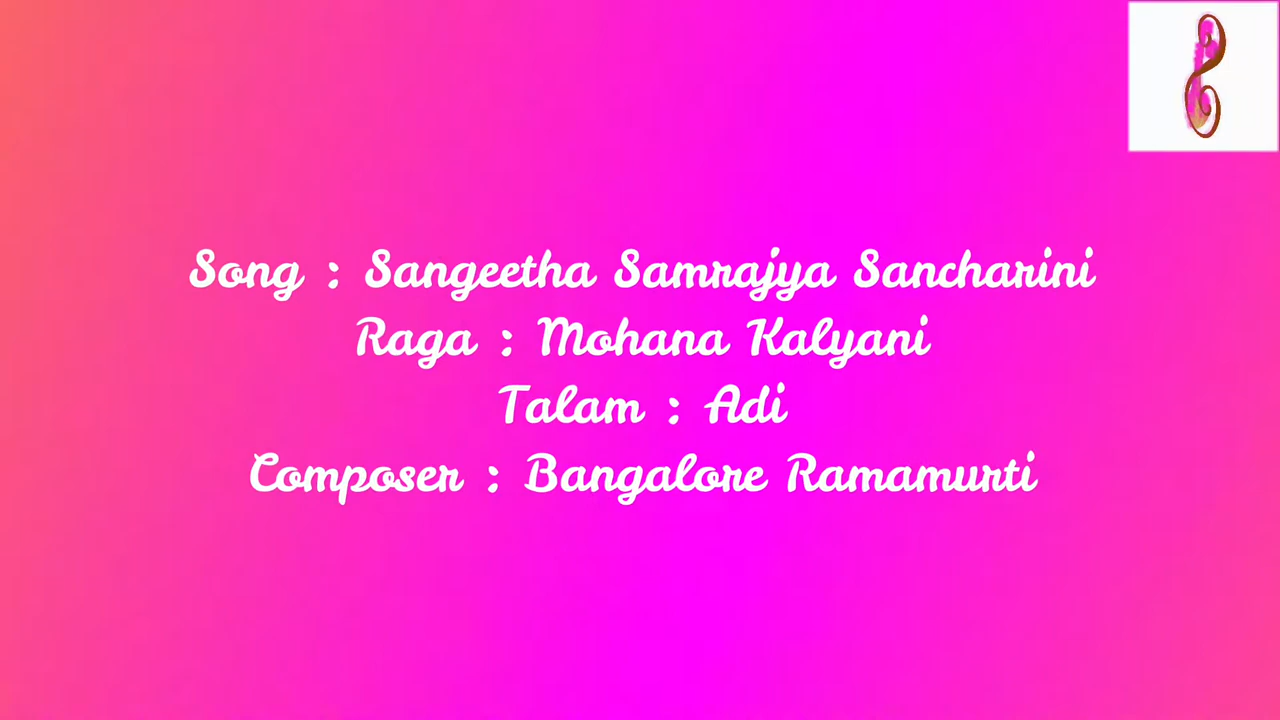 Song : Sangeetha Samrajya Sancharini
Raga : Mohana Kalyani
Talam : Adi
Composer : Bangalore Ramamurti